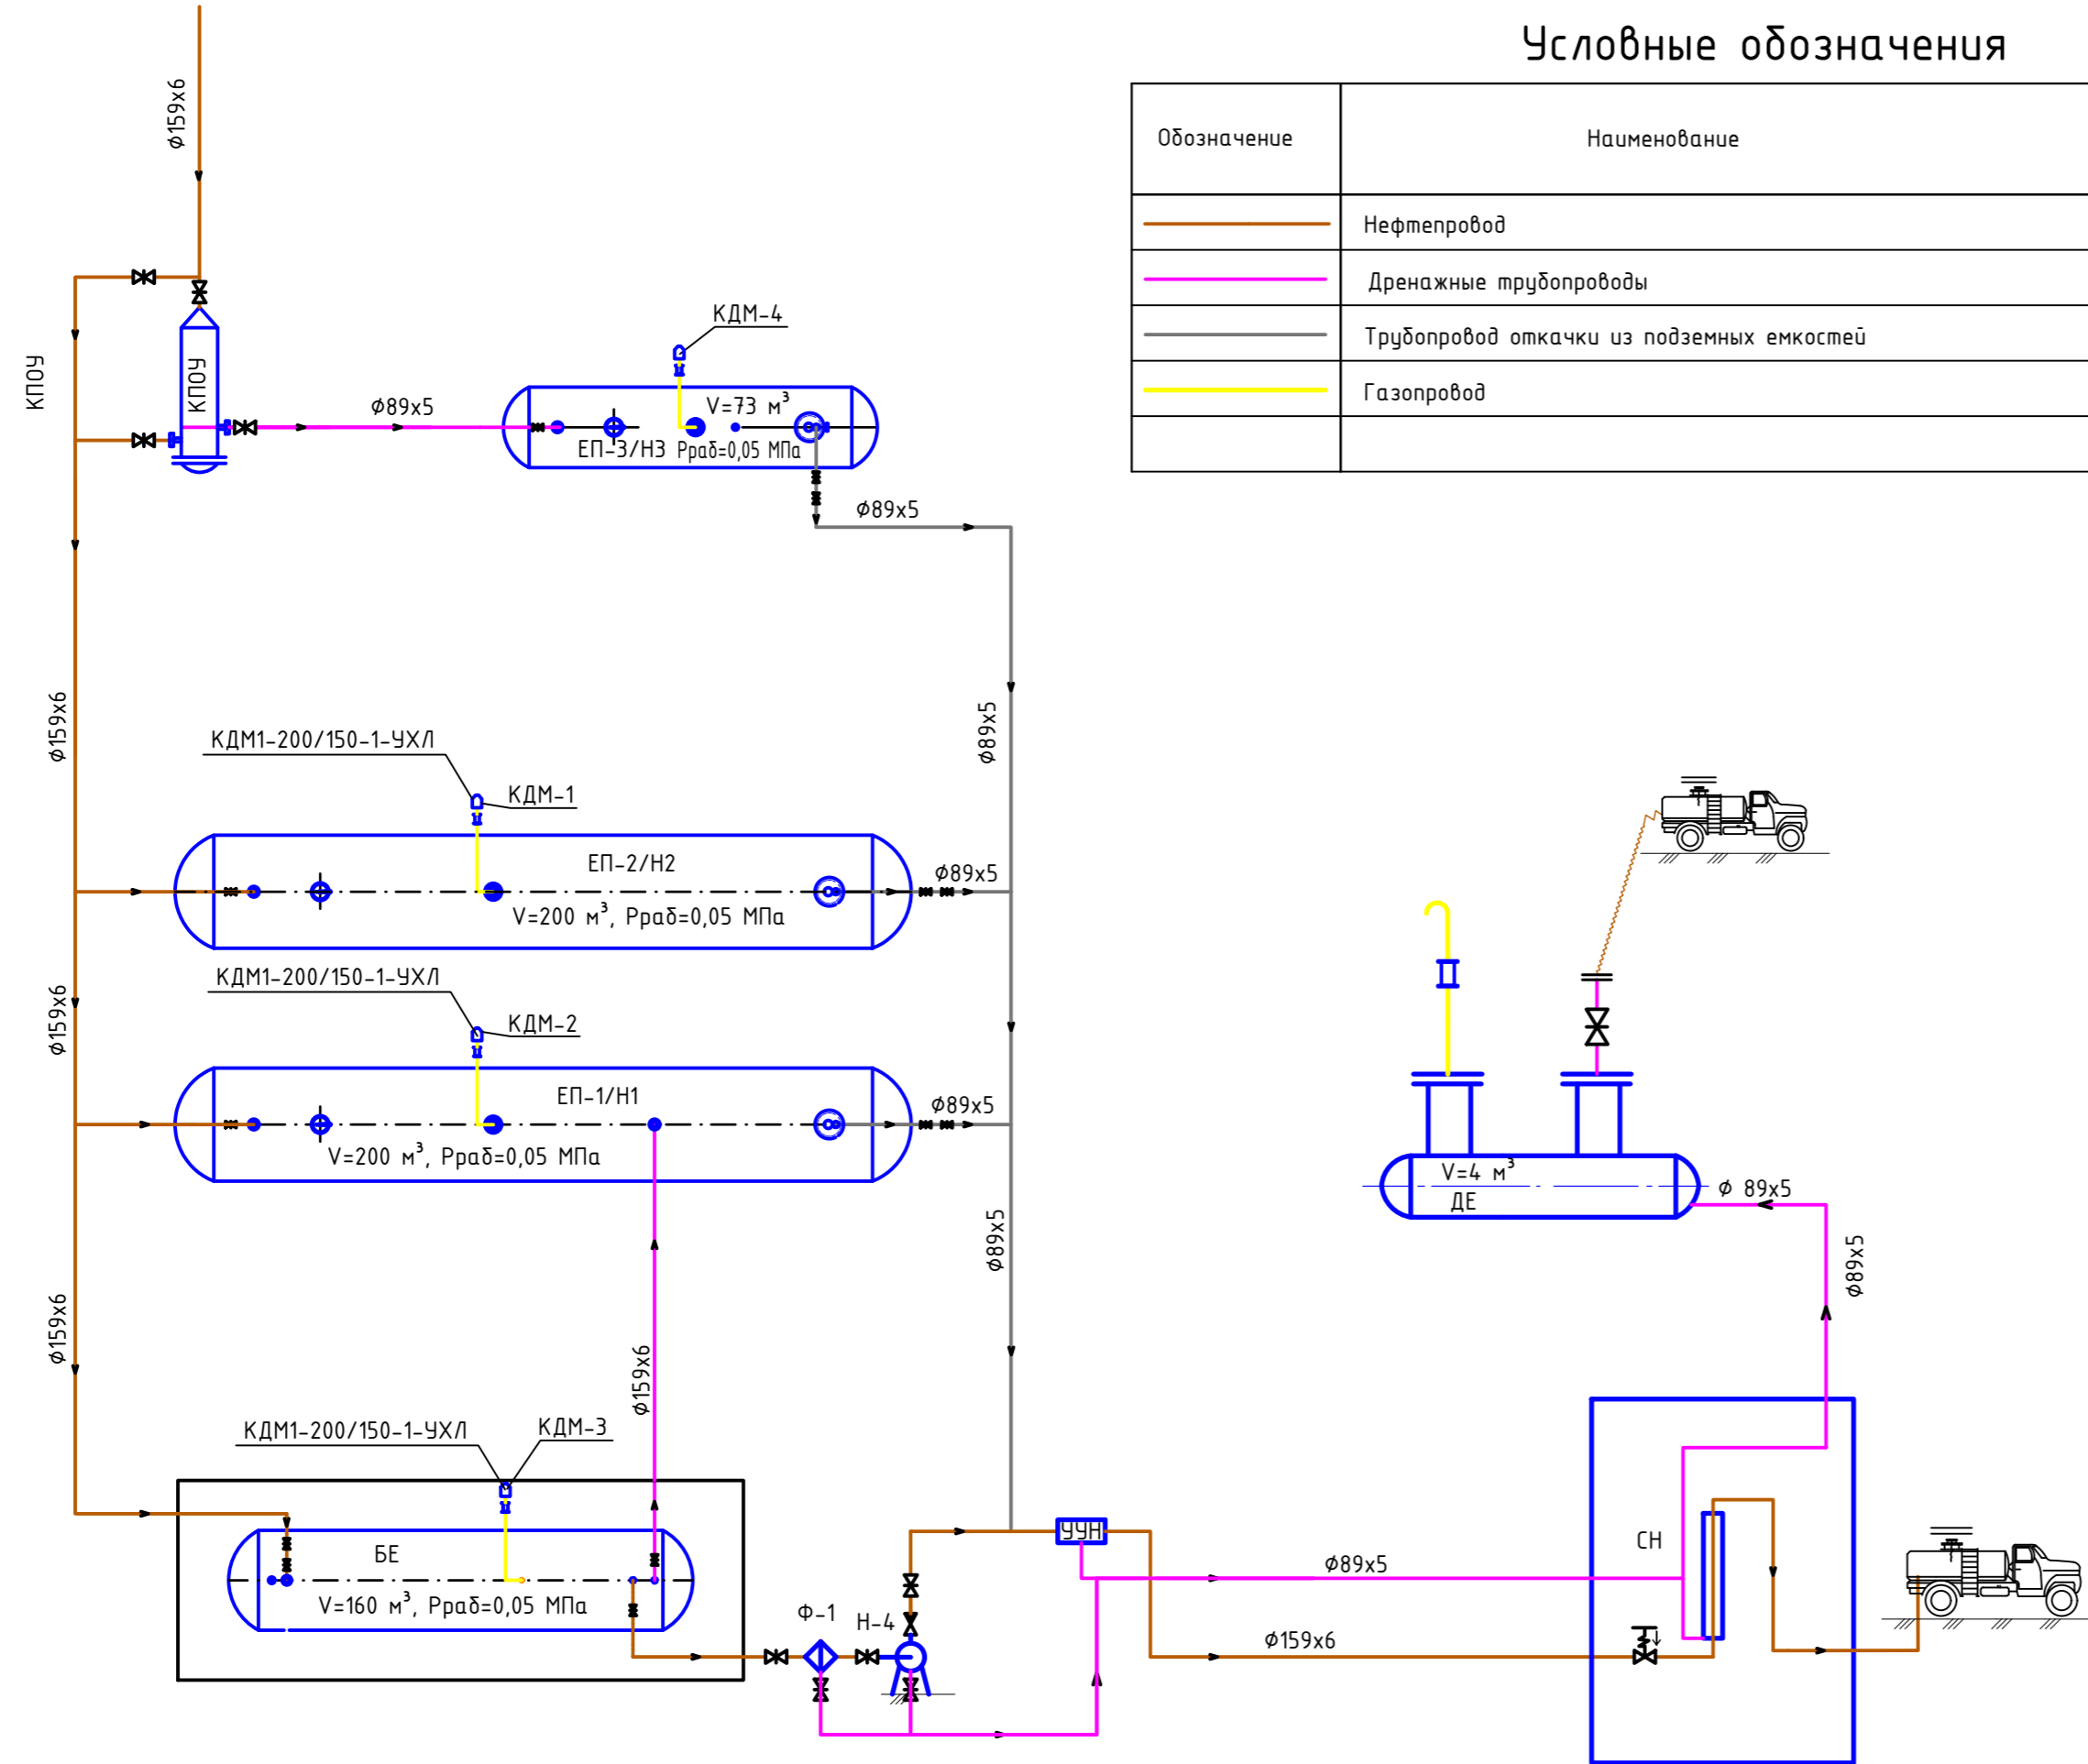 Условные обозначения
Обозначение
Наименование
Нефтепровод
Дренажные трубопроводы
Трубопровод откачки из подземных емкостей
Газопровод
ф159х6
КПОУ
КПОУ
ф89х5
КДМ-4
V=73 м³
ЕП-3/Н3 Рраб=0,05 МПа
ф89х5
ф159х6
ф89х5
КДМ1-200/150-1-УХЛ
КДМ-1
ЕП-2/Н2
ф89х5
V=200 м³, Рраб=0,05 МПа
КДМ1-200/150-1-УХЛ
КДМ-2
ф159х6
ЕП-1/Н1
ф89х5
V=200 м³, Рраб=0,05 МПа
V=4 м³
ДЕ
ф 89х5
ф89х5
ф89х5
ф159х6
ф159х6
КДМ1-200/150-1-УХЛ
КДМ-3
БЕ
V=160 м³, Рраб=0,05 МПа
Ф-1
Н-4
УУН
ф89х5
СН
ф159х6